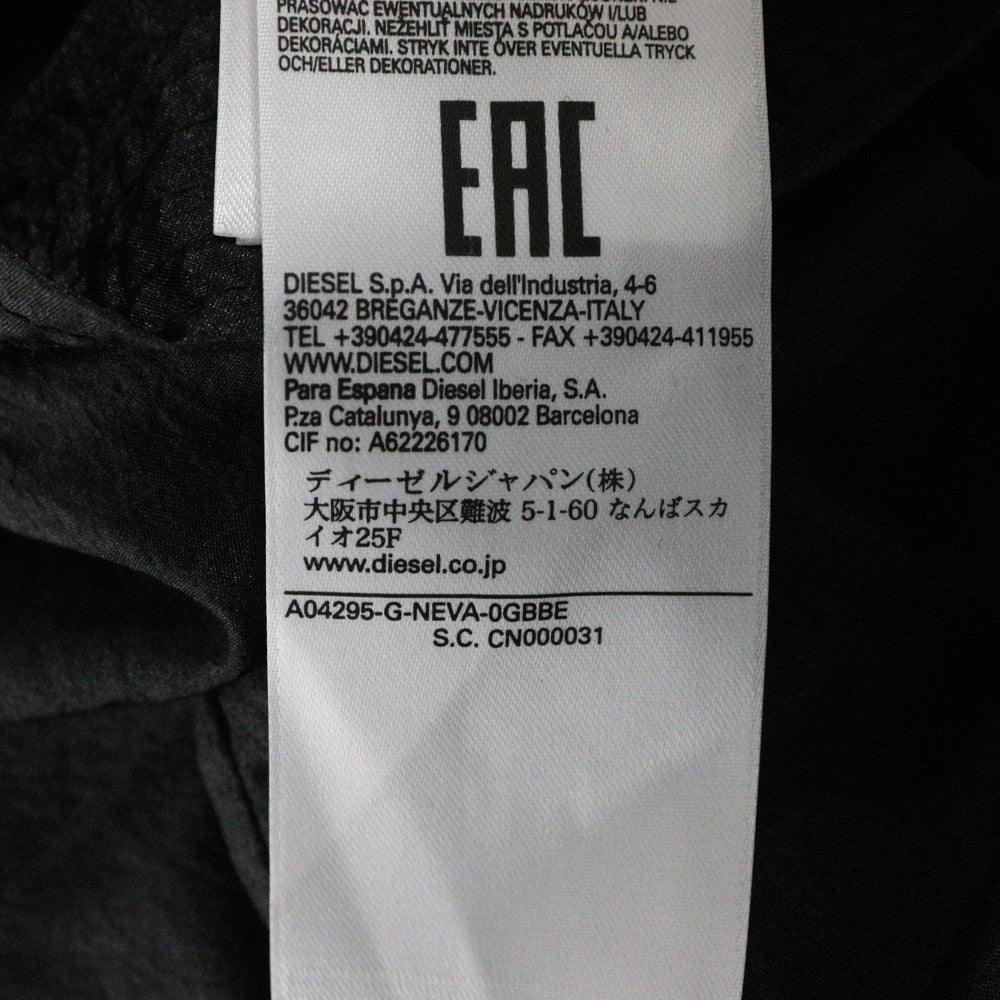 PRASOWAĆ EWENTUALNYCH NADRUKÓW I/LUB
DEKORACJI. NEŽEHLIT MIESTA S POTLAČOU A/ALEBO
DEKORÁCIAMI. STRYK INTE ÖVER EVENTUELLA TRYCK
OCH/ELLER DEKORATIONER.
EAC
DIESEL S.p.A. Via dell'Industria, 4-6
36042 BREGANZE-VICENZA-ITALY
TEL +390424-477555 - FAX +390424-411955
WWW.DIESEL.COM
Para Espana Diesel Iberia, S.A.
P.za Catalunya, 9 08002 Barcelona
CIF no: A62226170
ディーゼルジャパン(株)
大阪市中央区難波 5-1-60 なんばスカ
イオ25F
www.diesel.co.jp
A04295-G-NEVA-0GBBE
S.C. CN000031